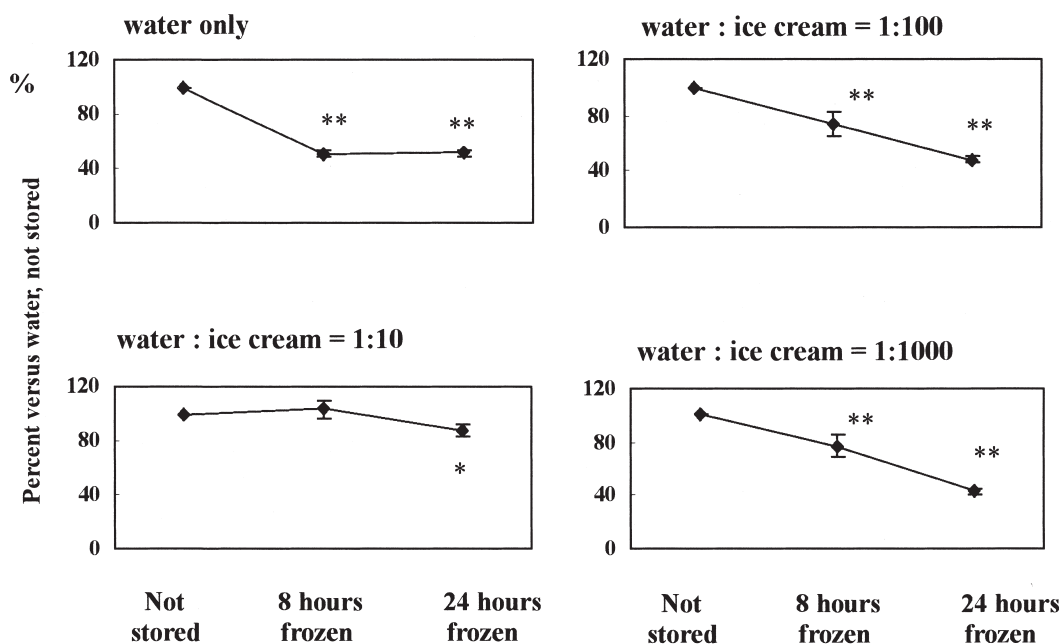 water only
120
%
80
40
0
**
**
water : ice cream = 1:100
120
80
40
0
**
**
Percent versus water, not stored
water : ice cream = 1:10
120
80
40
0
*
water : ice cream = 1:1000
120
80
40
0
**
**
Not
stored
8 hours
frozen
24 hours
frozen
Not
stored
8 hours
frozen
24 hours
frozen